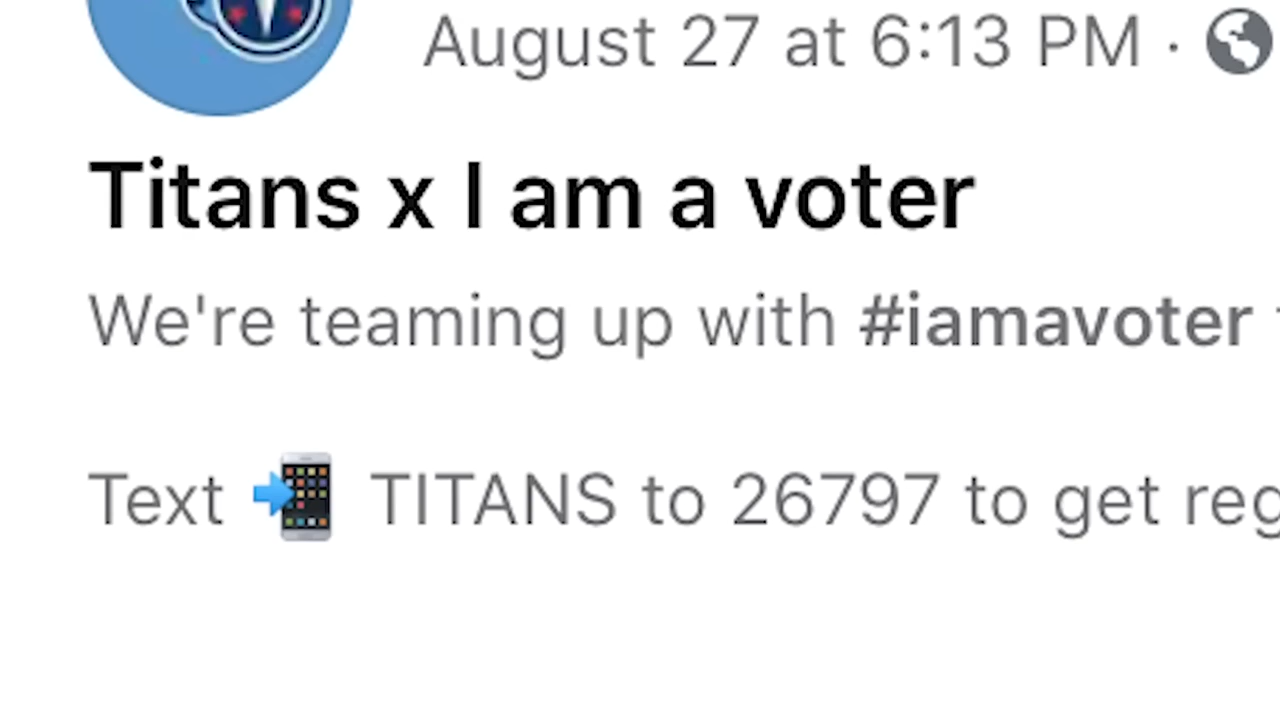 August 27 at 6:13 PM ·
Titans x I am a voter
We're teaming up with #iamavoter
Text 📲 TITANS to 26797 to get reg